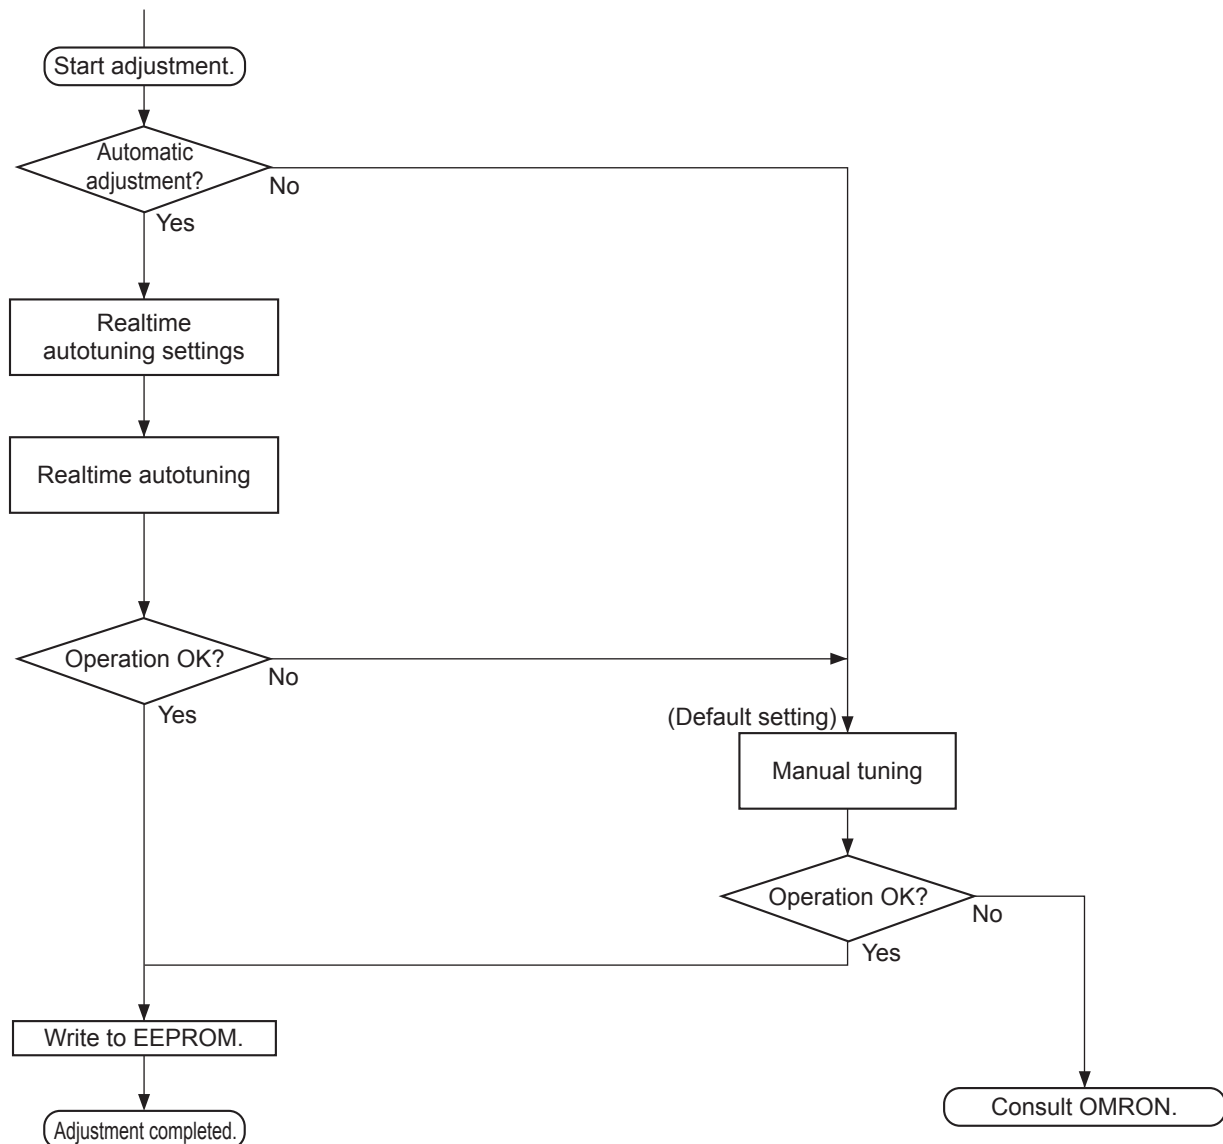 Start adjustment.
Automatic
adjustment?
No
Yes
Realtime
autotuning settings
Realtime autotuning
Operation OK?
No
Yes
(Default setting)
Manual tuning
Operation OK?
No
Yes
Write to EEPROM.
Consult OMRON.
Adjustment completed.